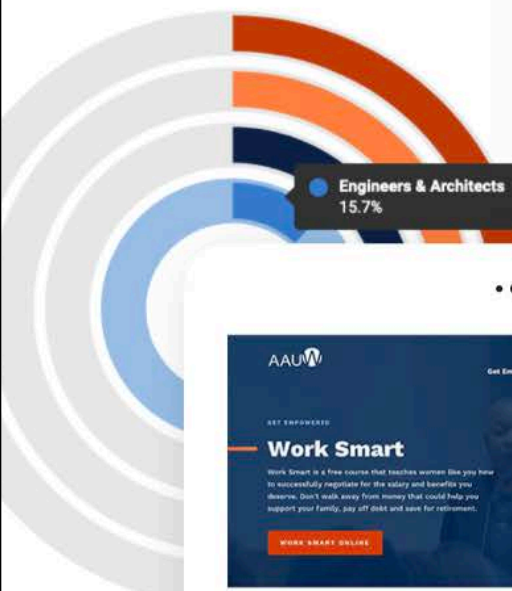 Engineers & Architects
15.7%
AAUW
Get Em
GET EMPOWERED
Work Smart
Work Smart is a free course that teaches women like you how
to successfully negotiate for the salary and benefits you
deserve. Don't walk away from money that could help you
support your family, pay off debt and save for retirement.
WORK SMART ONLINE